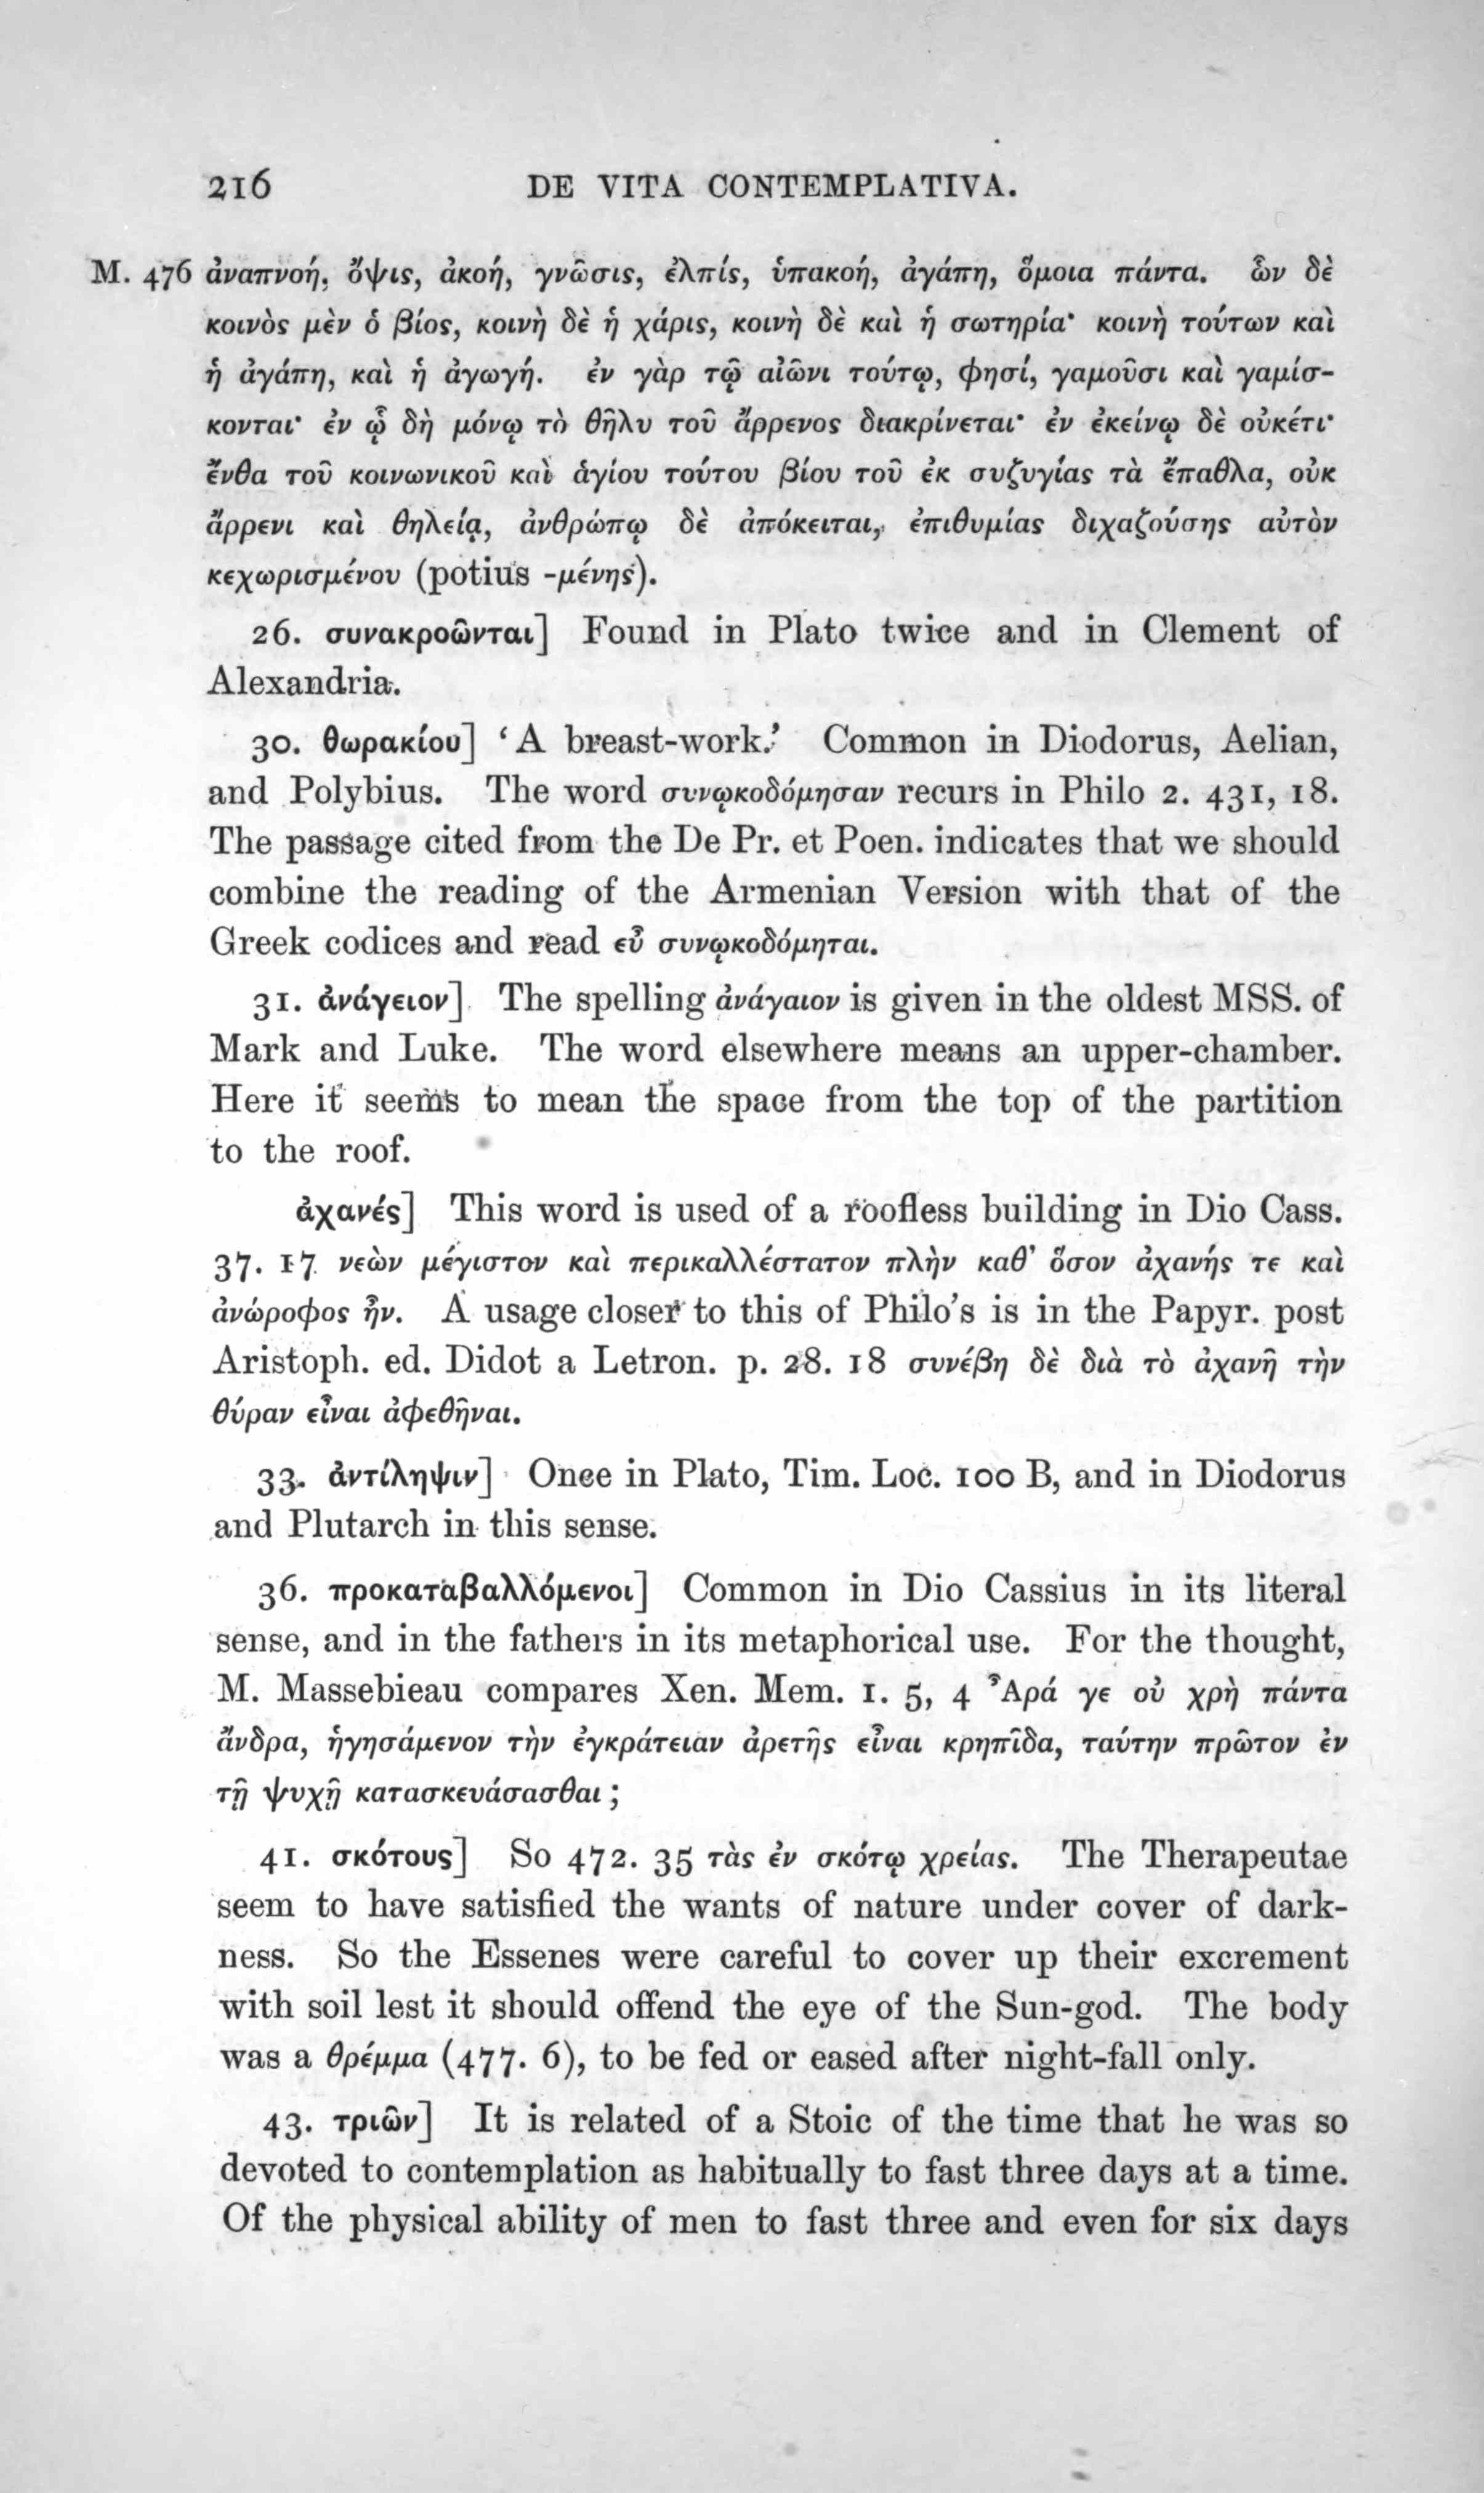 216 DE VITA CONTEMPLATIVA.
M. 476 ἀναπνοή, ὄψις, ἀκοή, γνῶσις, ἐλπίς, ὑπακοή, ἀγάπη, ὅμοια πάντα. ὧν δὲ
κοινὸς μὲν ὁ βίος, κοινὴ δὲ ἡ χάρις, κοινὴ δὲ καὶ ἡ σωτηρία· κοινὴ τούτων καὶ
ἡ ἀγάπη, καὶ ἡ ἀγωγή. ἐν γὰρ τῷ αἰῶνι τούτῳ, φησί, γαμοῦσι καὶ γαμίσ-
κονται· ἐν ᾧ δὴ μόνῳ τὸ θῆλυ τοῦ ἄρρενος διακρίνεται· ἐν ἐκείνῳ δὲ οὐκέτι·
ἔνθα τοῦ κοινωνικοῦ καὶ ἁγίου τούτου βίου τοῦ ἐκ συζυγίας τὰ ἔπαθλα, οὐκ
ἄρρενι καὶ θηλείᾳ, ἀνθρώπῳ δὲ ἀπόκειται, ἐπιθυμίας διχαζούσης αὐτὸν
κεχωρισμένου (potius -μένης).
26. συνακροῶνται] Found in Plato twice and in Clement of
Alexandria.
30. θωρακίου] ‘A breast-work.’ Common in Diodorus, Aelian,
and Polybius. The word συνῳκοδόμησαν recurs in Philo 2. 431, 18.
The passage cited from the De Pr. et Poen. indicates that we should
combine the reading of the Armenian Version with that of the
Greek codices and read εὖ συνῳκοδόμηται.
31. ἀνάγειον] The spelling ἀνάγαιον is given in the oldest MSS. of
Mark and Luke. The word elsewhere means an upper-chamber.
Here it seems to mean the space from the top of the partition
to the roof.
ἀχανές] This word is used of a roofless building in Dio Cass.
37. 17 νεὼν μέγιστον καὶ περικαλλέστατον πλὴν καθ’ ὅσον ἀχανής τε καὶ
ἀνώροφος ἦν. A usage closer to this of Philo’s is in the Papyr. post
Aristoph. ed. Didot a Letron. p. 28. 18 συνέβη δὲ διὰ τὸ ἀχανῆ τὴν
θύραν εἶναι ἀφεθῆναι.
33. ἀντίληψιν] Once in Plato, Tim. Loc. 100 B, and in Diodorus
and Plutarch in this sense.
36. προκαταβαλλόμενοι] Common in Dio Cassius in its literal
sense, and in the fathers in its metaphorical use. For the thought,
M. Massebieau compares Xen. Mem. 1. 5, 4 Ἆρά γε οὐ χρὴ πάντα
ἄνδρα, ἡγησάμενον τὴν ἐγκράτειαν ἀρετῆς εἶναι κρηπῖδα, ταύτην πρῶτον ἐν
τῇ ψυχῇ κατασκευάσασθαι ;
41. σκότους] So 472. 35 τὰς ἐν σκότῳ χρείας. The Therapeutae
seem to have satisfied the wants of nature under cover of dark-
ness. So the Essenes were careful to cover up their excrement
with soil lest it should offend the eye of the Sun-god. The body
was a θρέμμα (477. 6), to be fed or eased after night-fall only.
43. τριῶν] It is related of a Stoic of the time that he was so
devoted to contemplation as habitually to fast three days at a time.
Of the physical ability of men to fast three and even for six days